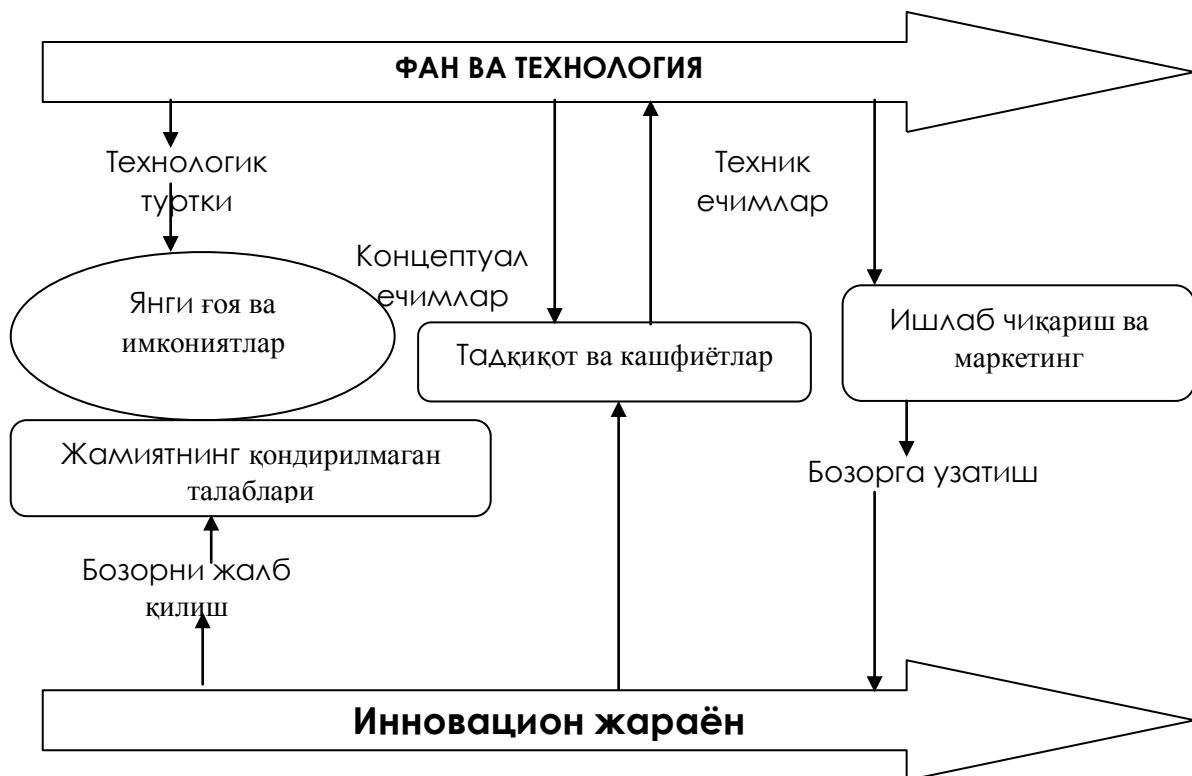 ФАН ВА ТЕХНОЛОГИЯ
Технологик
туртки
Техник
ечимлар
Концептуал
ечимлар
Янги ғоя ва
имкониятлар
Тадқиқот ва кашфиётлар
Ишлаб чиқариш ва
маркетинг
Жамиятнинг қондирилмаган
талаблари
Бозорга узатиш
Бозорни жалб
қилиш
Инновацион жараён